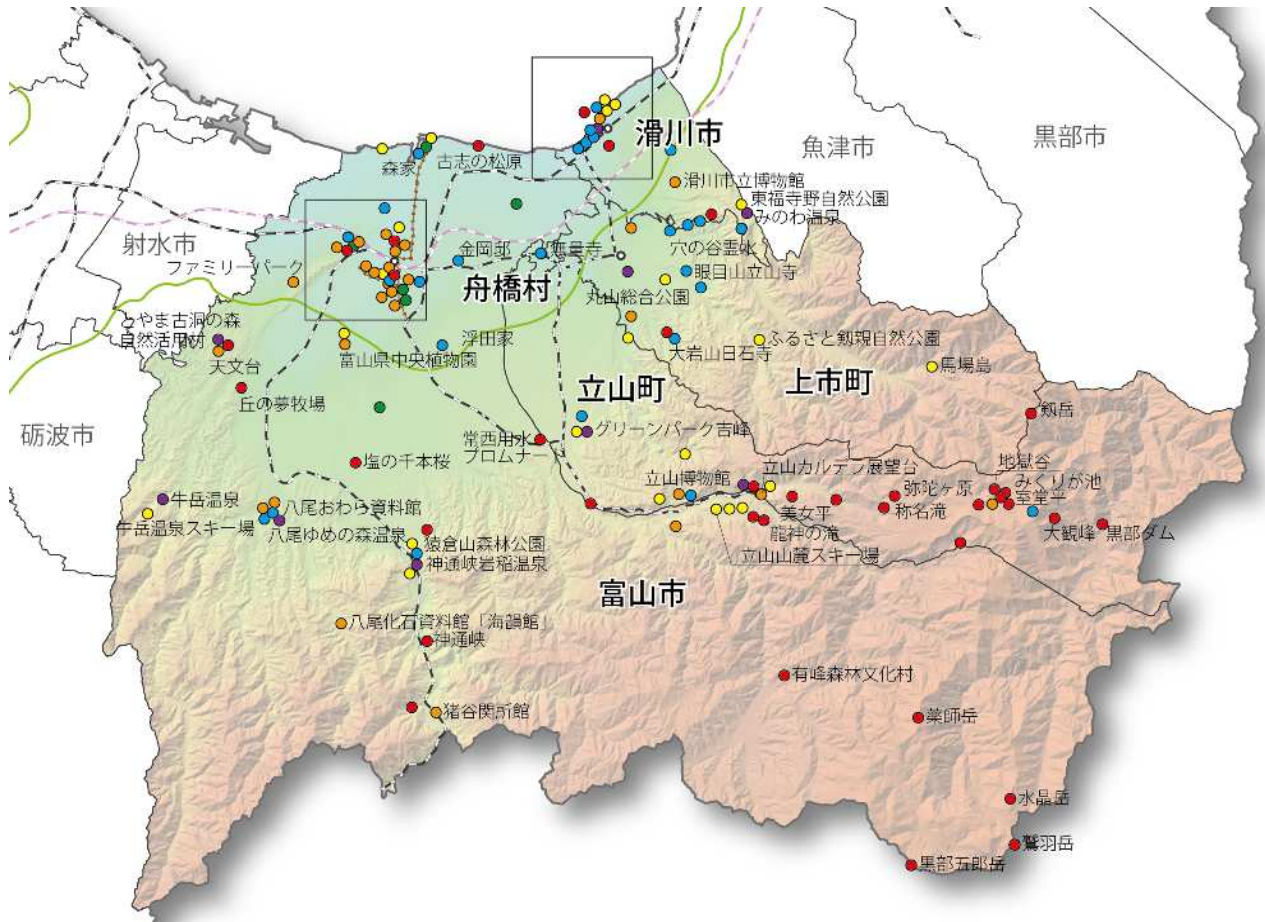 滑川市
黒部市
魚津市
森家
古志の松原
滑川市立博物館
東福寺野自然公園
みのわ温泉
射水市
ファミリーパーク
金岡邸
無量寺
穴の谷霊水
眼目山立山寺
舟橋村
丸山総合公園
とやま古洞の森
自然活用村
天文台
富山県中央植物園
浮田家
大岩山日石寺
ふるさと剱親自然公園
馬場島
立山町
上市町
丘の夢牧場
剱岳
砺波市
常西用水
プロムナード
グリーンパーク吉峰
塩の千本桜
立山博物館
立山カルデラ展望台
地獄谷
みくりが池
弥陀ヶ原
室堂平
牛岳温泉
八尾おわら資料館
美女平
称名滝
牛岳温泉スキー場
八尾ゆめの森温泉
龍神の滝
大観峰
黒部ダム
猿倉山森林公園
立山山麓スキー場
神通峡岩稲温泉
富山市
八尾化石資料館「海韻館」
神通峡
有峰森林文化村
猪谷関所館
薬師岳
水晶岳
鷲羽岳
黒部五郎岳